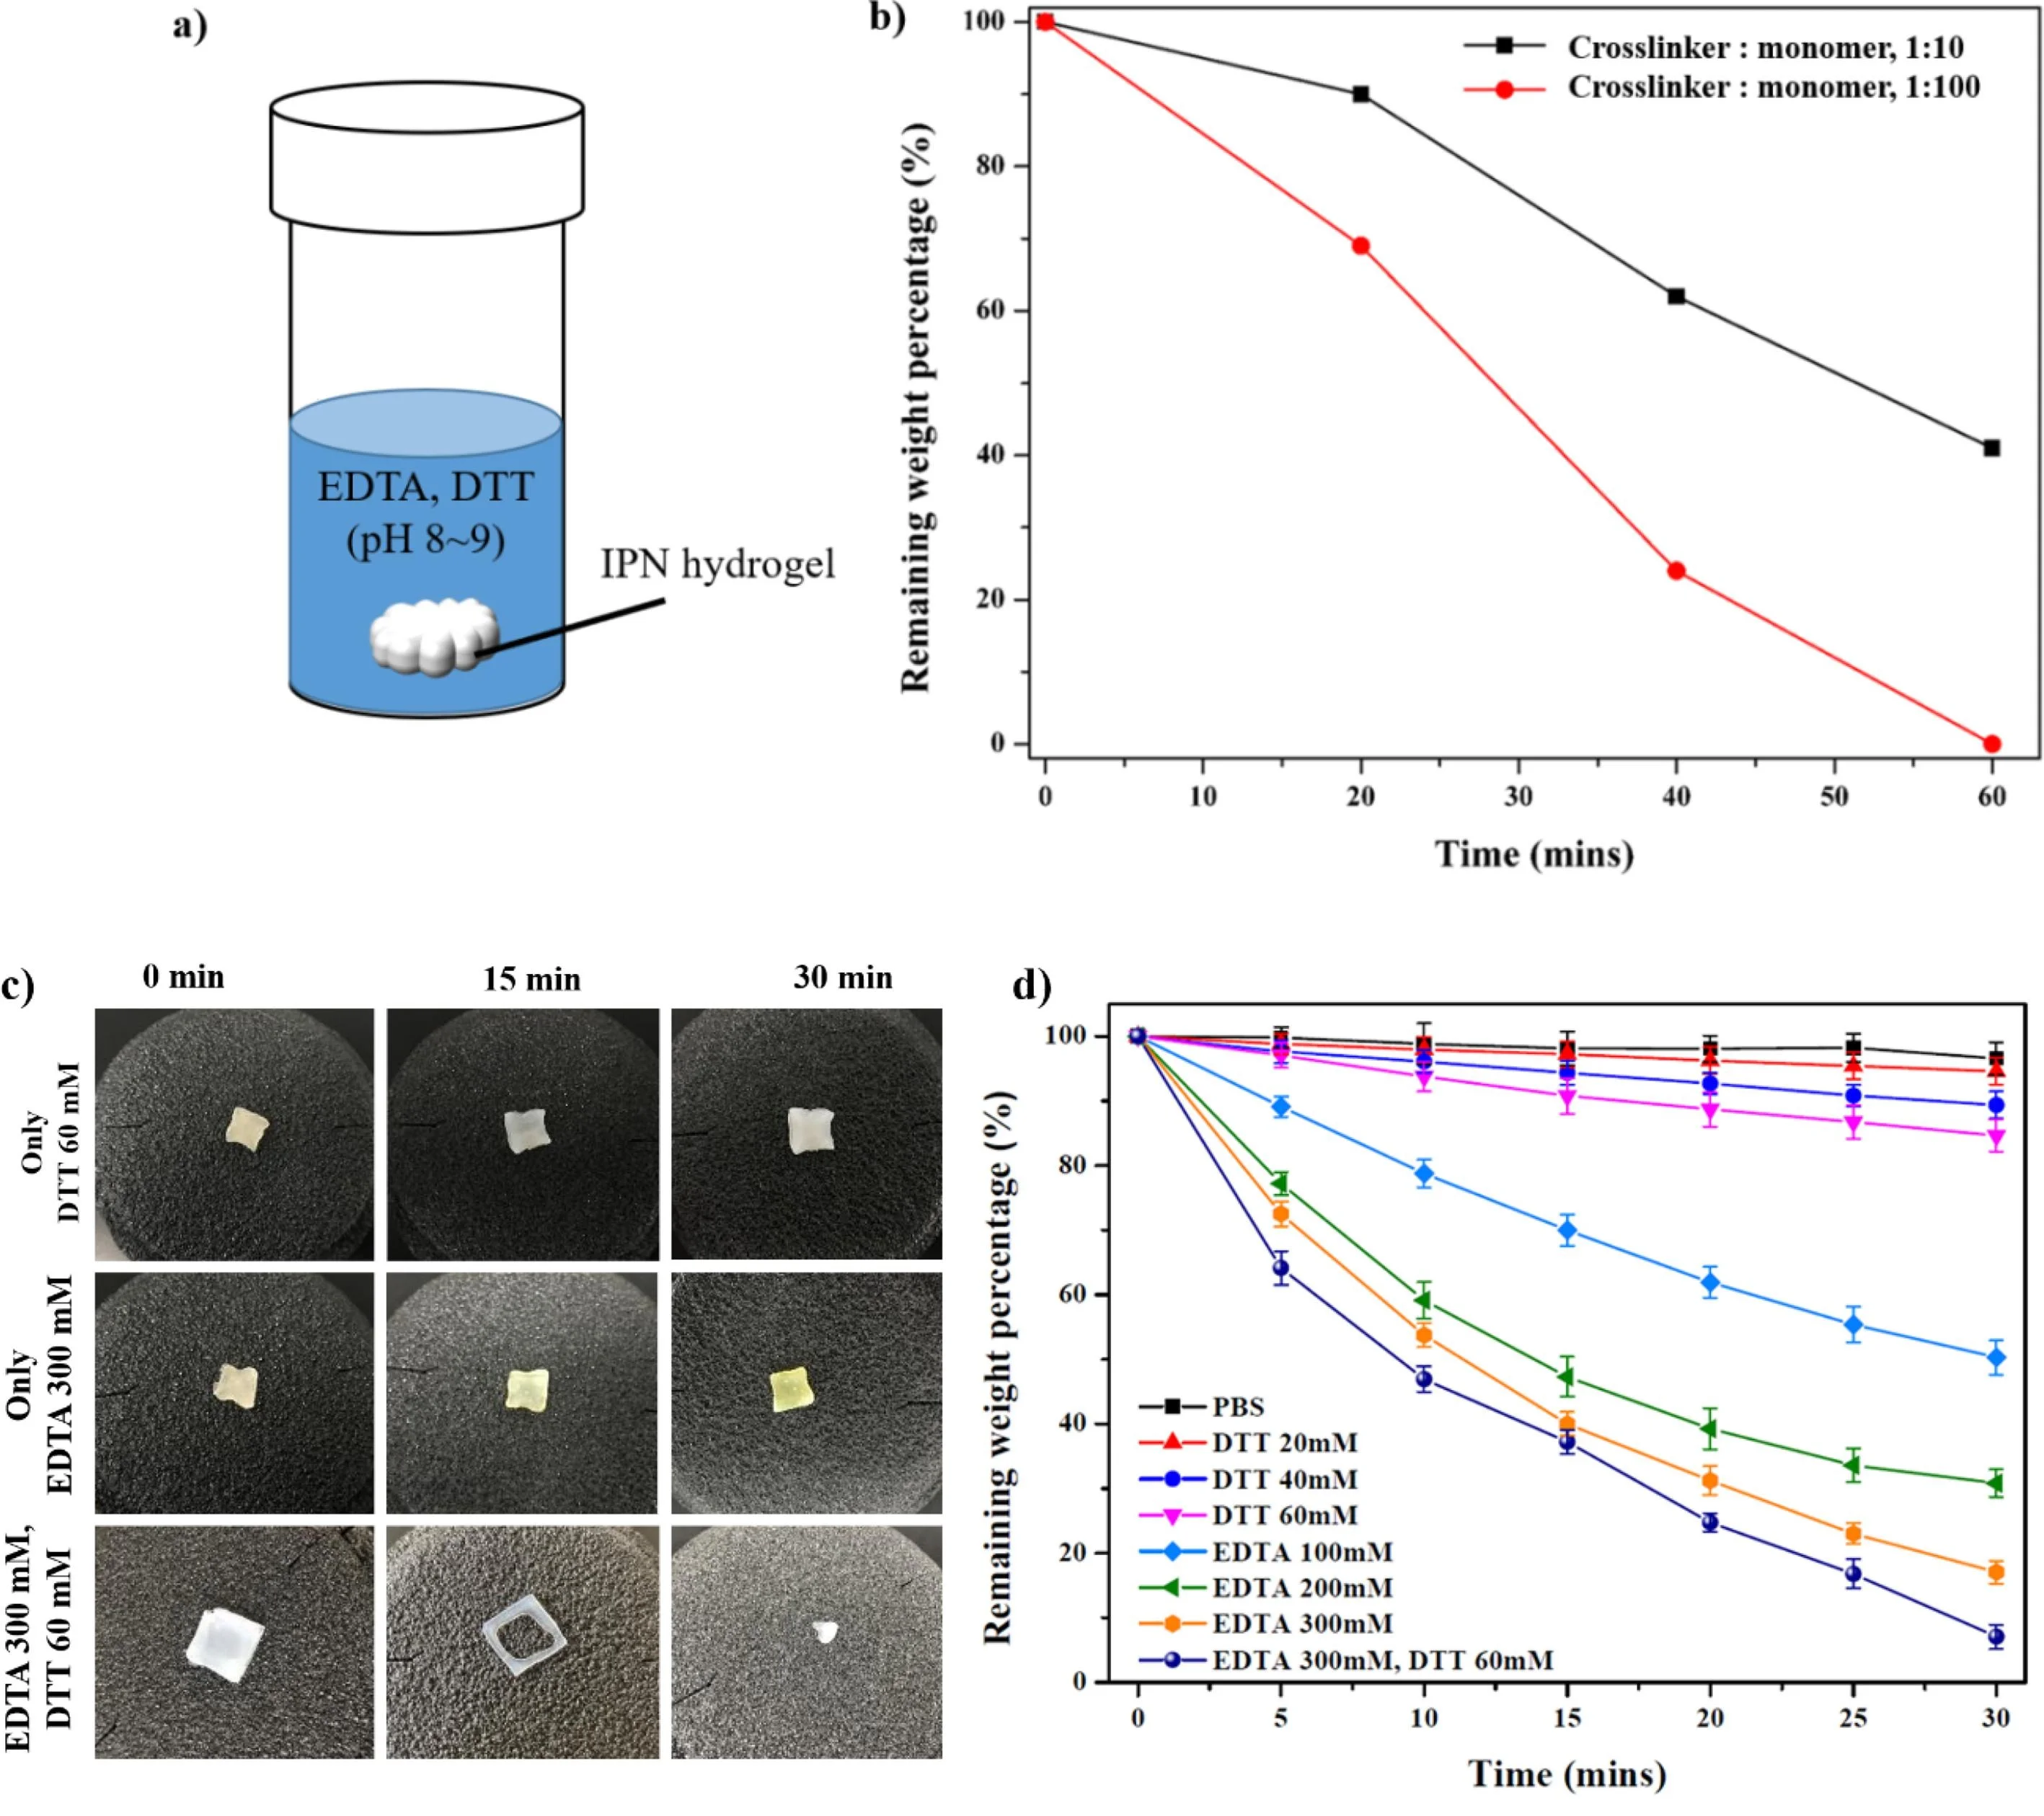 a)
EDTA, DTT
(pH 8~9)
IPN hydrogel
b)
Remaining weight percentage (%)
100
80
60
40
20
0
Crosslinker : monomer, 1:10
Crosslinker : monomer, 1:100
0 10 20 30 40 50 60
Time (mins)
c)
0 min 15 min 30 min
Only
DTT 60 mM
Only
EDTA 300 mM
EDTA 300 mM,
DTT 60 mM
d)
Remaining weight percentage (%)
100
80
60
40
20
0
PBS
DTT 20mM
DTT 40mM
DTT 60mM
EDTA 100mM
EDTA 200mM
EDTA 300mM
EDTA 300mM, DTT 60mM
0 5 10 15 20 25 30
Time (mins)